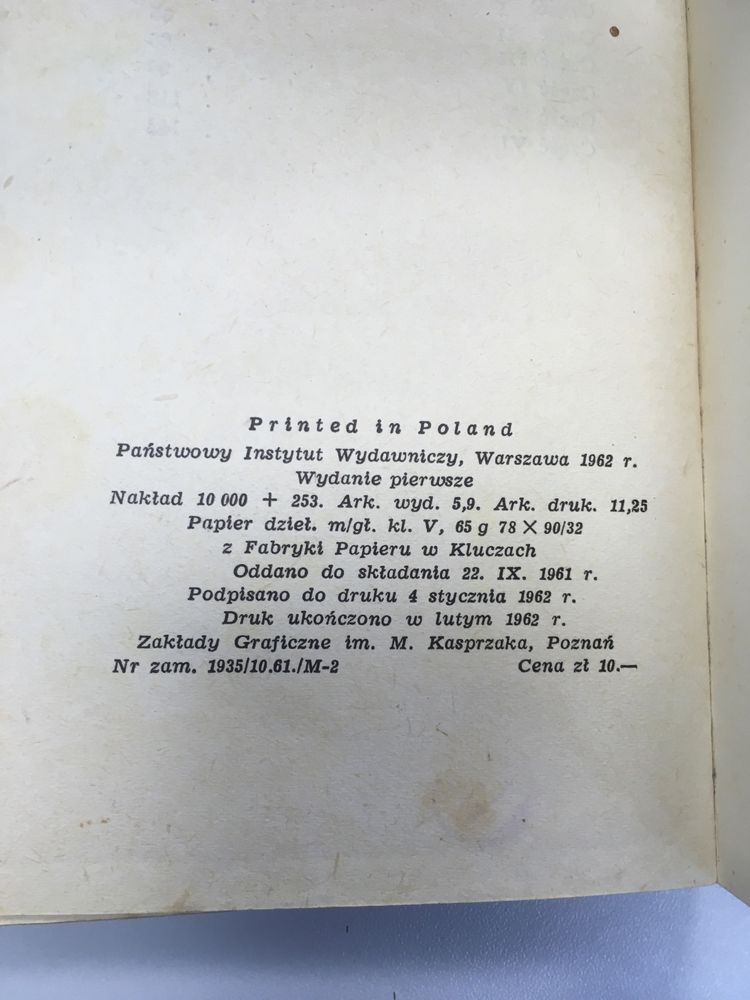 Printed in Poland
Państwowy Instytut Wydawniczy, Warszawa 1962 r.
Wydanie pierwsze
Nakład 10 000 + 253. Ark. wyd. 5,9. Ark. druk. 11,25
Papier dzieł. m/gł. kl. V, 65 g 78 X 90/32
z Fabryki Papieru w Kluczach
Oddano do składania 22. IX. 1961 r.
Podpisano do druku 4 stycznia 1962 r.
Druk ukończono w lutym 1962 r.
Zakłady Graficzne im. M. Kasprzaka, Poznań
Nr zam. 1935/10.61./M-2 Cena zł 10.—